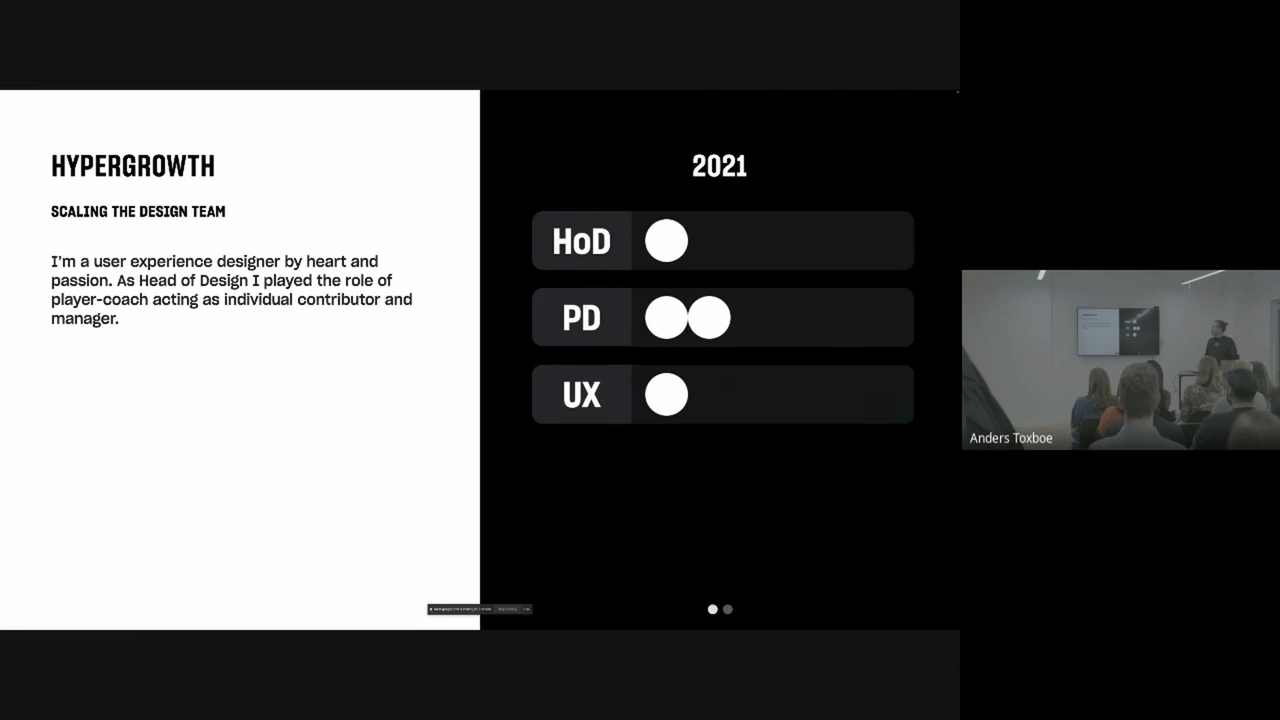 HYPERGROWTH
SCALING THE DESIGN TEAM
I'm a user experience designer by heart and
passion. As Head of Design I played the role of
player-coach acting as individual contributor and
manager.
2021
HoD
PD
UX
Anders Toxboe